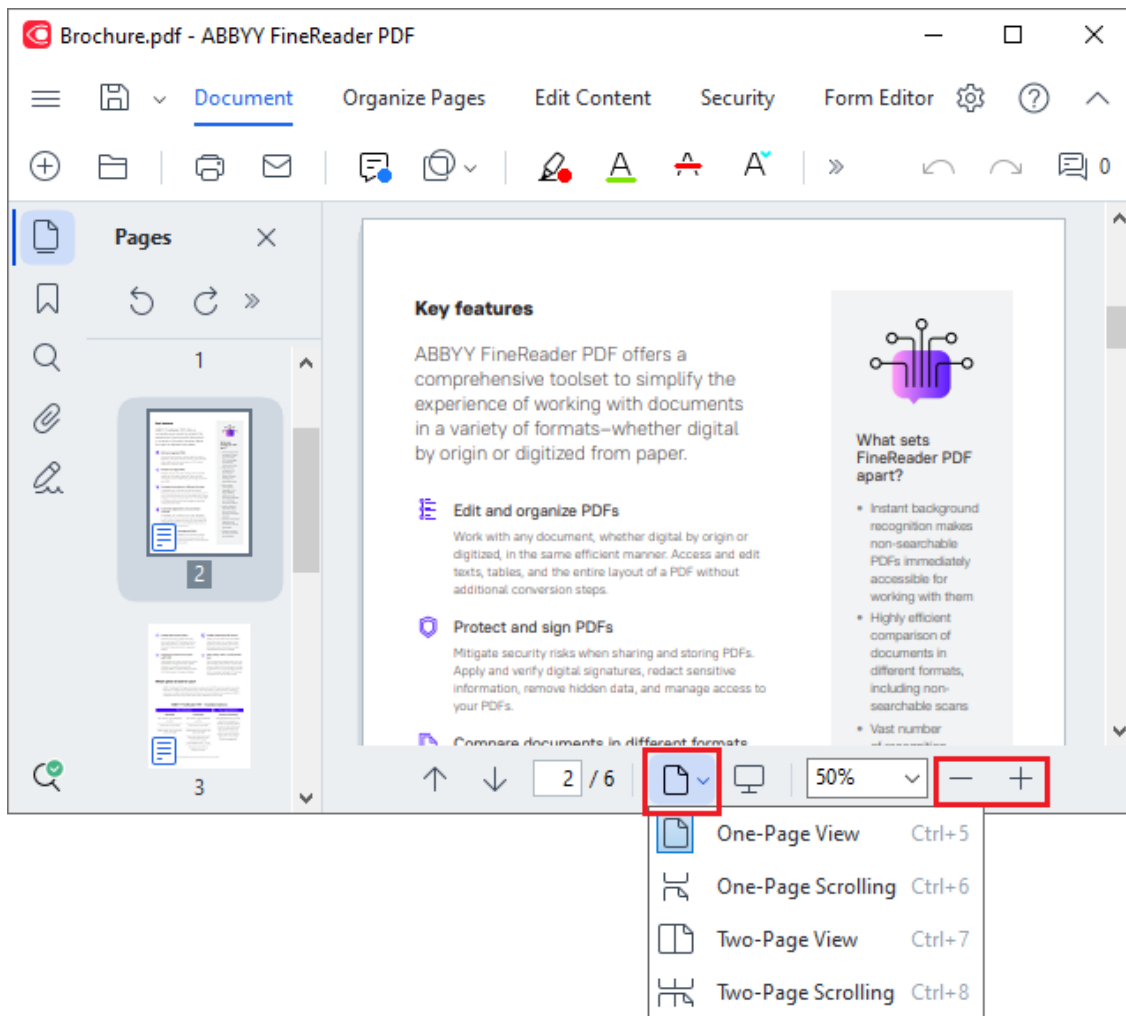 Brochure.pdf - ABBYY FineReader PDF
Document Organize Pages Edit Content Security Form Editor
0
Pages
1
2
3
Key features
ABBYY FineReader PDF offers a
comprehensive toolset to simplify the
experience of working with documents
in a variety of formats—whether digital
by origin or digitized from paper.
Edit and organize PDFs
Work with any document, whether digital by origin or
digitized, in the same efficient manner. Access and edit
texts, tables, and the entire layout of a PDF without
additional conversion steps.
Protect and sign PDFs
Mitigate security risks when sharing and storing PDFs.
Apply and verify digital signatures, redact sensitive
information, remove hidden data, and manage access to
your PDFs.
Compare documents in different formats
What sets
FineReader PDF
apart?
• Instant background
recognition makes
non-searchable
PDFs immediately
accessible for
working with them
• Highly efficient
comparison of
documents in
different formats,
including non-
searchable scans
• Vast number
of recognition
2 / 6 50%
One-Page View Ctrl+5
One-Page Scrolling Ctrl+6
Two-Page View Ctrl+7
Two-Page Scrolling Ctrl+8